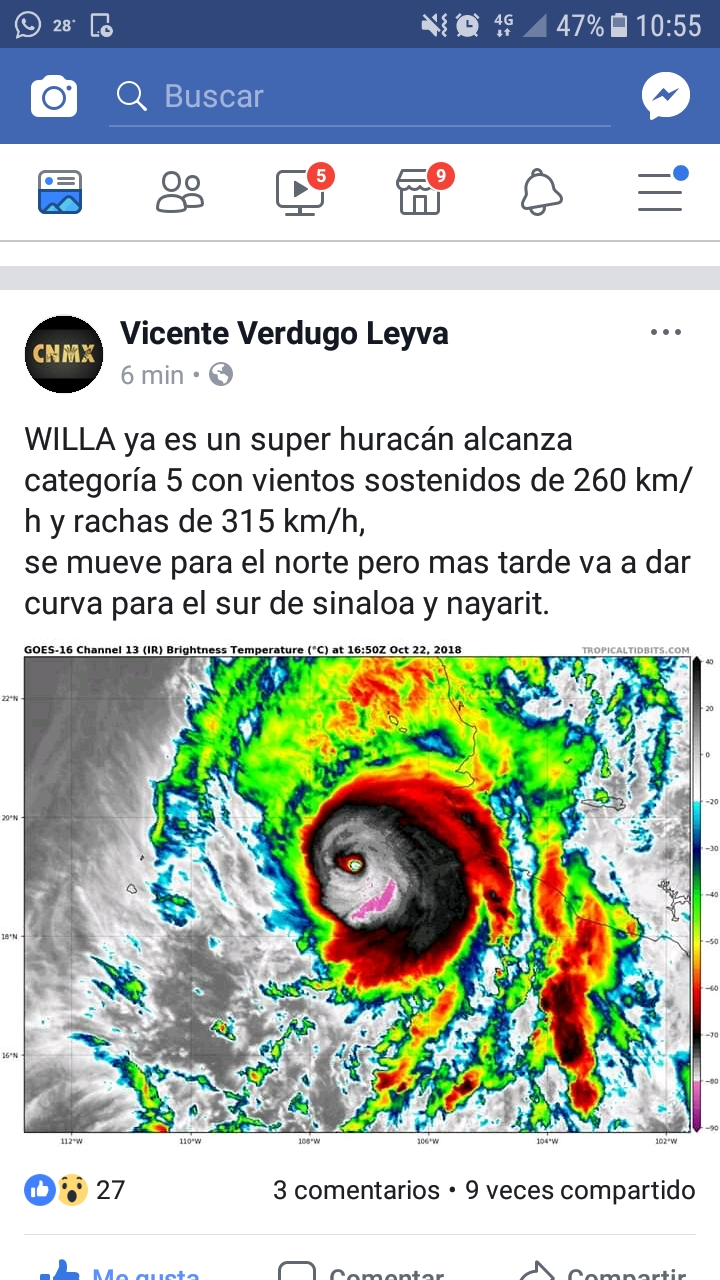 28°
4G
47%
10:55
Buscar
5
9
CNMX
Vicente Verdugo Leyva
6 min •
WILLA ya es un super huracán alcanza
categoría 5 con vientos sostenidos de 260 km/
h y rachas de 315 km/h,
se mueve para el norte pero mas tarde va a dar
curva para el sur de sinaloa y nayarit.
GOES-16 Channel 13 (IR) Brightness Temperature (°C) at 16:50Z Oct 22, 2018
TROPICALTIDBITS.COM
22°N
20°N
18°N
16°N
112°W
110°W
108°W
106°W
104°W
102°W
40
20
0
-20
-30
-40
-50
-60
-70
-80
-90
27
3 comentarios • 9 veces compartido
Me gusta
Comentar
Compartir